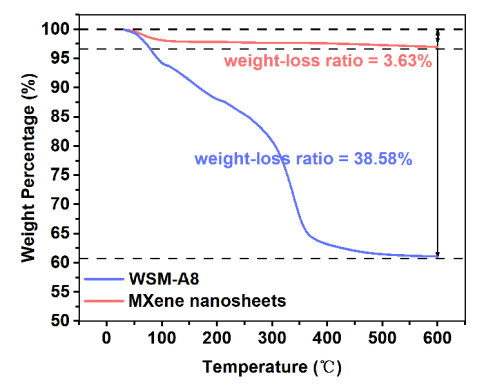 100
95
90
85
80
75
70
65
60
55
50
Weight Percentage (%)
weight-loss ratio = 3.63%
weight-loss ratio = 38.58%
WSM-A8
MXene nanosheets
0 100 200 300 400 500 600
Temperature (℃)